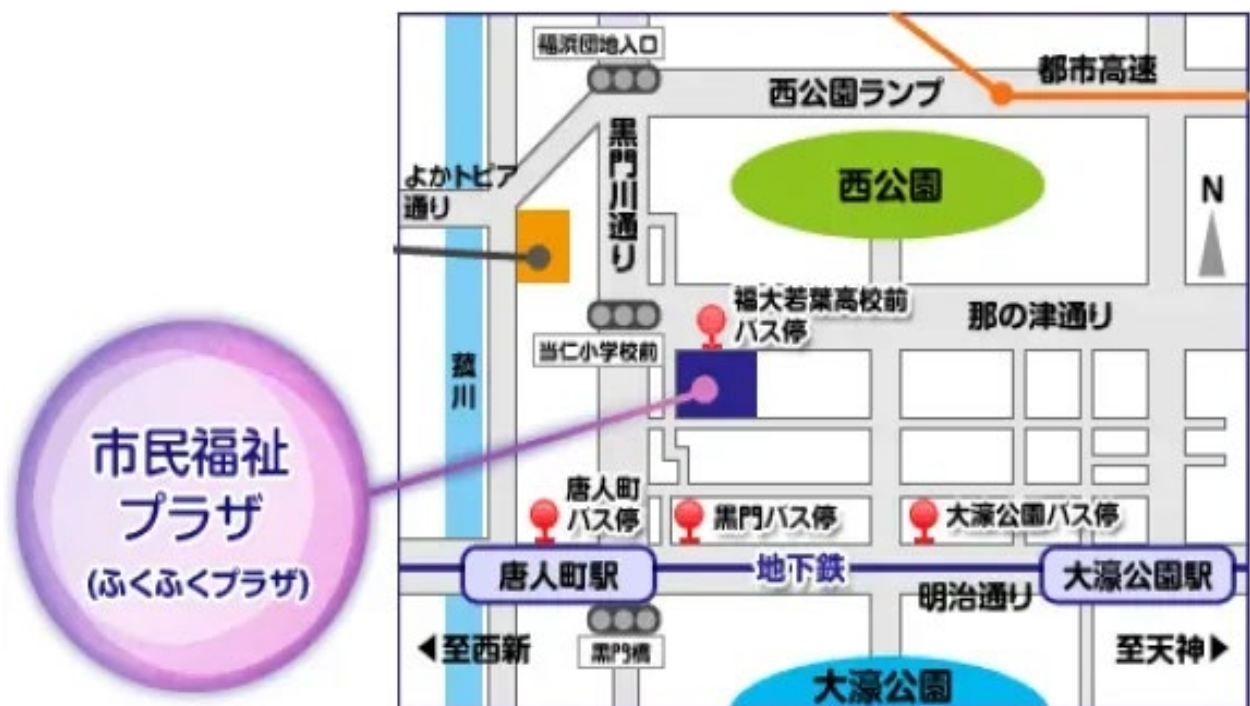 福浜団地入口
都市高速
西公園ランプ
黒門川通り
よかトピア
通り
西公園
N
福大若葉高校前
バス停
那の津通り
当仁小学校前
菰川
市民福祉
プラザ
(ふくふくプラザ)
唐人町
バス停
黒門バス停
大濠公園バス停
唐人町駅
地下鉄
大濠公園駅
明治通り
◀至西新
黒門橋
至天神▶
大濠公園